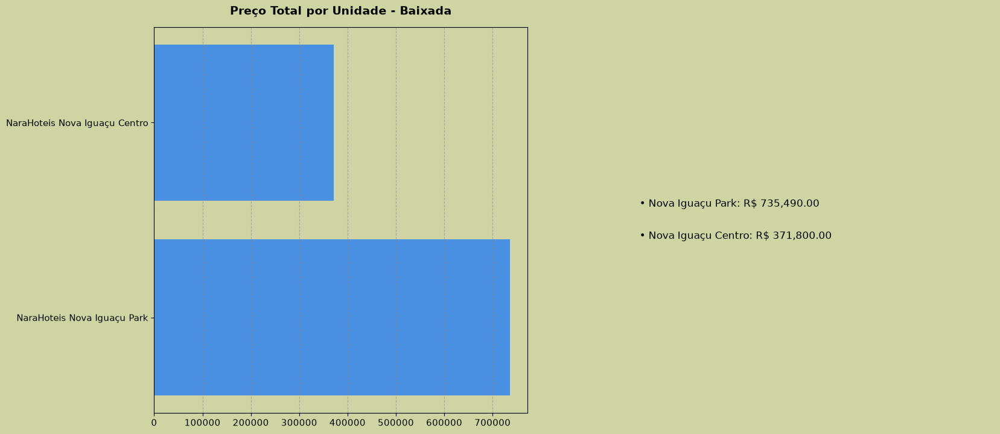 Preço Total por Unidade - Baixada
NaraHoteis Nova Iguaçu Centro
NaraHoteis Nova Iguaçu Park
0 100000 200000 300000 400000 500000 600000 700000
• Nova Iguaçu Park: R$ 735,490.00
• Nova Iguaçu Centro: R$ 371,800.00